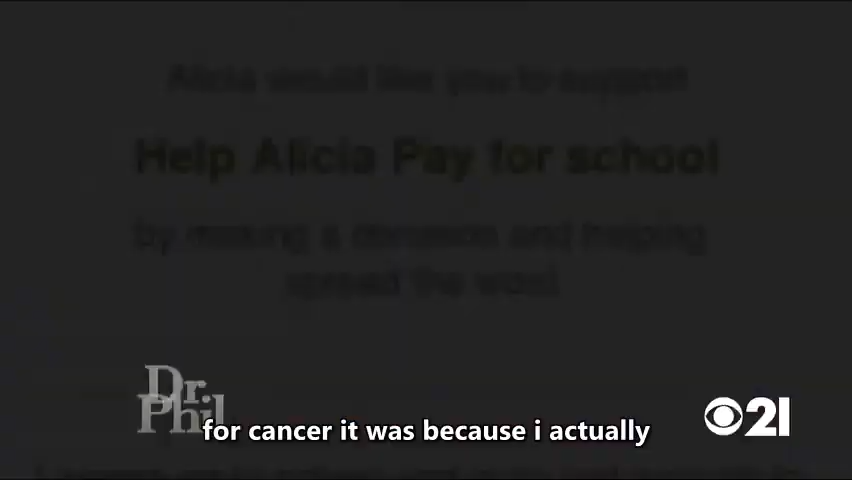 Alicia would like you to support
Help Alicia Pay for school
by making a donation and helping
spread the word
Dr.
Phil
for cancer it was because i actually
21